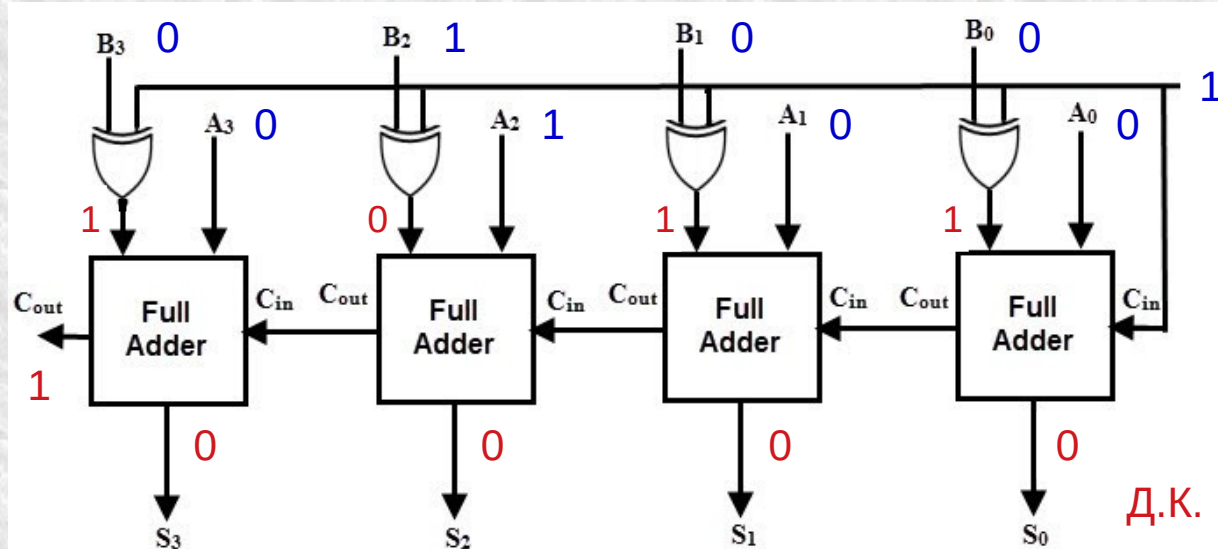 B3 0 B2 1 B1 0 B0 0
1
A3 0 A2 1 A1 0 A0 0
1 0 1 1
Cout Full Adder Cin Cout Full Adder Cin Cout Full Adder Cin Cout Full Adder Cin
1
0 0 0 0
Д.К.
S3 S2 S1 S0